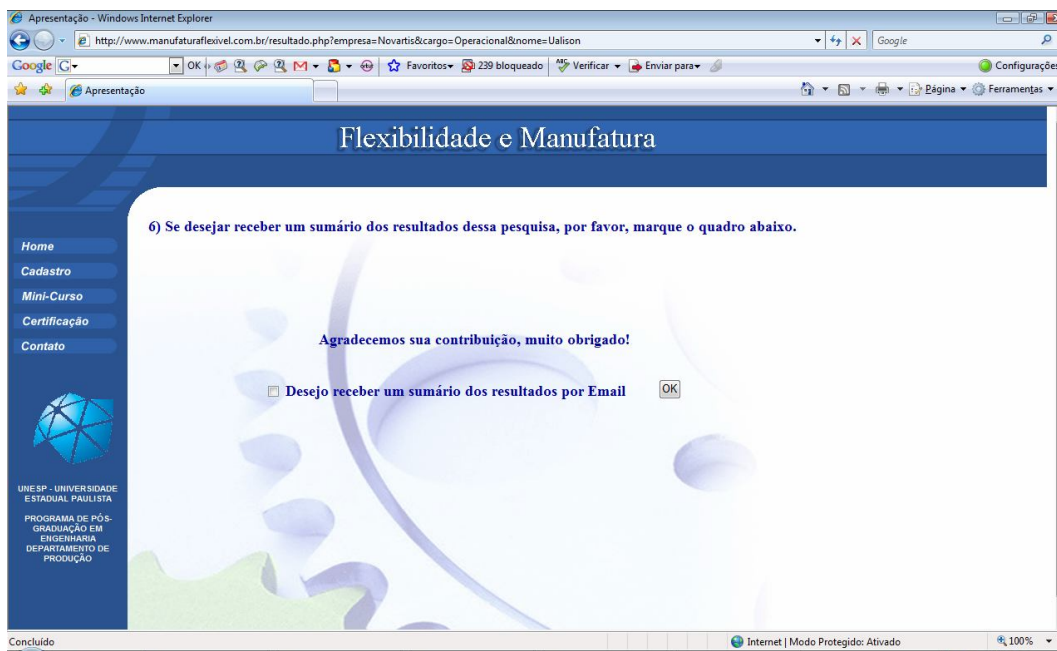 Apresentação - Windows Internet Explorer
http://www.manufaturaflexivel.com.br/resultado.php?empresa=Novartis&cargo=Operacional&nome=Ualison
Google
Google G OK Favoritos 239 bloqueado ABC Verificar Enviar para Configurações
Apresentação Página Ferramentas
Flexibilidade e Manufatura
6) Se desejar receber um sumário dos resultados dessa pesquisa, por favor, marque o quadro abaixo.
Home
Cadastro
Mini-Curso
Certificação
Contato
Agradecemos sua contribuição, muito obrigado!
Desejo receber um sumário dos resultados por Email OK
UNESP - UNIVERSIDADE
ESTADUAL PAULISTA
PROGRAMA DE PÓS-
GRADUAÇÃO EM
ENGENHARIA
DEPARTAMENTO DE
PRODUÇÃO
Concluído Internet | Modo Protegido: Ativado 100%